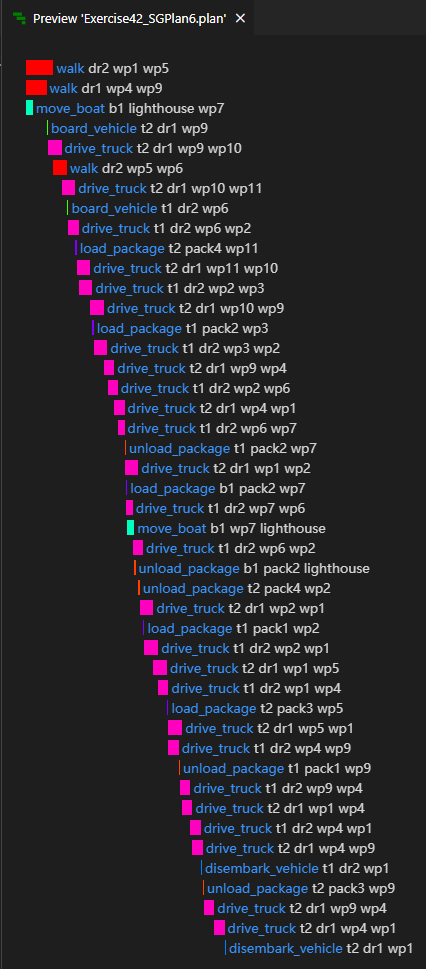 Preview 'Exercise42_SGPlan6.plan' ×
walk dr2 wp1 wp5
walk dr1 wp4 wp9
move_boat b1 lighthouse wp7
board_vehicle t2 dr1 wp9
drive_truck t2 dr1 wp9 wp10
walk dr2 wp5 wp6
drive_truck t2 dr1 wp10 wp11
board_vehicle t1 dr2 wp6
drive_truck t1 dr2 wp6 wp2
load_package t2 pack4 wp11
drive_truck t2 dr1 wp11 wp10
drive_truck t1 dr2 wp2 wp3
drive_truck t2 dr1 wp10 wp9
load_package t1 pack2 wp3
drive_truck t1 dr2 wp3 wp2
drive_truck t2 dr1 wp9 wp4
drive_truck t1 dr2 wp2 wp6
drive_truck t2 dr1 wp4 wp1
drive_truck t1 dr2 wp6 wp7
unload_package t1 pack2 wp7
drive_truck t2 dr1 wp1 wp2
load_package b1 pack2 wp7
drive_truck t1 dr2 wp7 wp6
move_boat b1 wp7 lighthouse
drive_truck t1 dr2 wp6 wp2
unload_package b1 pack2 lighthouse
unload_package t2 pack4 wp2
drive_truck t2 dr1 wp2 wp1
load_package t1 pack1 wp2
drive_truck t1 dr2 wp2 wp1
drive_truck t2 dr1 wp1 wp5
drive_truck t1 dr2 wp1 wp4
load_package t2 pack3 wp5
drive_truck t2 dr1 wp5 wp1
drive_truck t1 dr2 wp4 wp9
unload_package t1 pack1 wp9
drive_truck t1 dr2 wp9 wp4
drive_truck t2 dr1 wp1 wp4
drive_truck t1 dr2 wp4 wp1
drive_truck t2 dr1 wp4 wp9
disembark_vehicle t1 dr2 wp1
unload_package t2 pack3 wp9
drive_truck t2 dr1 wp9 wp4
drive_truck t2 dr1 wp4 wp1
disembark_vehicle t2 dr1 wp1